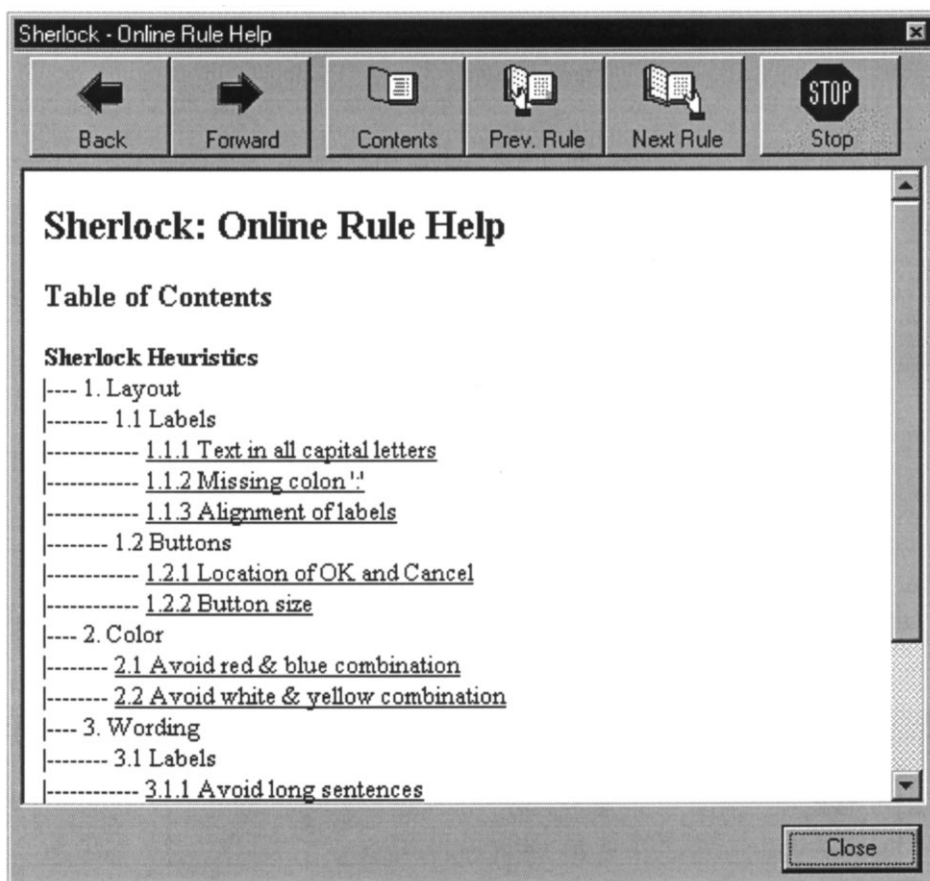 Sherlock - Online Rule Help
Back Forward Contents Prev. Rule Next Rule STOP Stop
Sherlock: Online Rule Help
Table of Contents
Sherlock Heuristics
|---- 1. Layout
|-------- 1.1 Labels
|------------ 1.1.1 Text in all capital letters
|------------ 1.1.2 Missing colon ':'
|------------ 1.1.3 Alignment of labels
|-------- 1.2 Buttons
|------------ 1.2.1 Location of OK and Cancel
|------------ 1.2.2 Button size
|---- 2. Color
|-------- 2.1 Avoid red & blue combination
|-------- 2.2 Avoid white & yellow combination
|---- 3. Wording
|-------- 3.1 Labels
|------------ 3.1.1 Avoid long sentences
Close